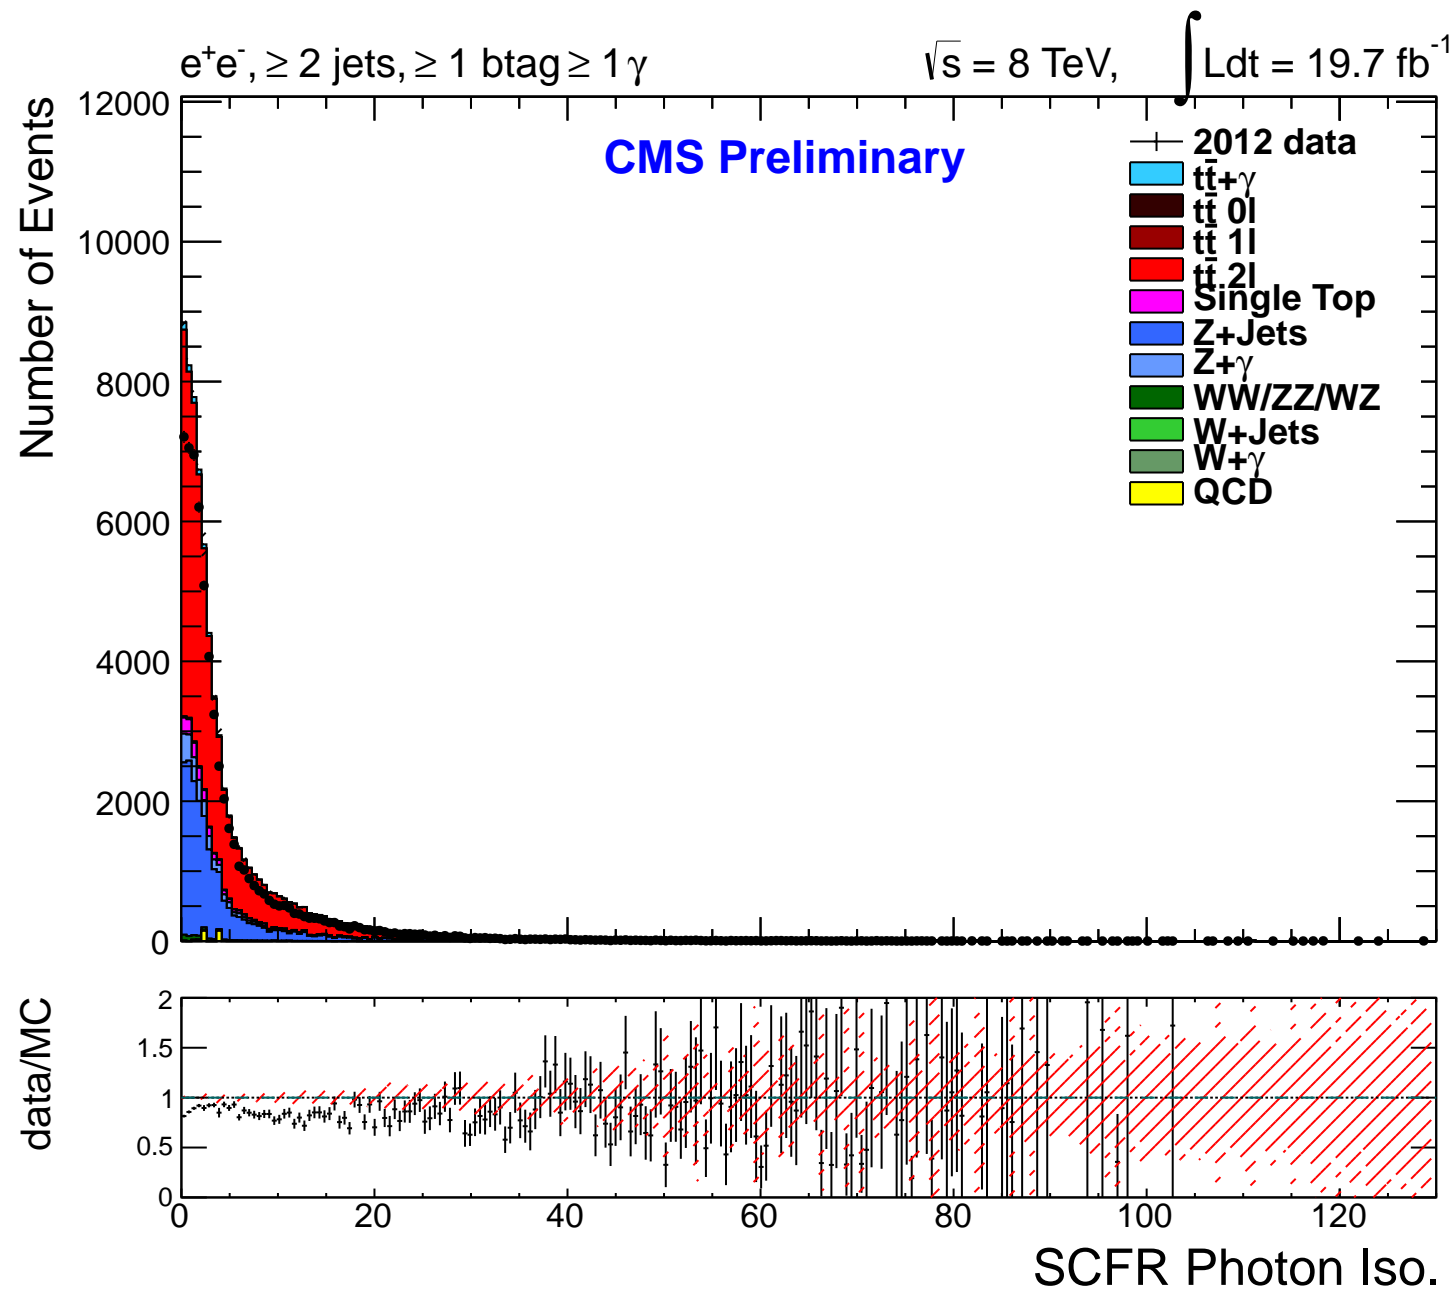 e⁺e⁻, ≥ 2 jets, ≥ 1 btag ≥ 1 γ
√s = 8 TeV, ∫ Ldt = 19.7 fb⁻¹
CMS Preliminary
2012 data
tt̄+γ
tt̄ 0l
tt̄ 1l
tt̄ 2l
Single Top
Z+Jets
Z+γ
WW/ZZ/WZ
W+Jets
W+γ
QCD
Number of Events
12000
10000
8000
6000
4000
2000
0
data/MC
2
1.5
1
0.5
0
0 20 40 60 80 100 120
SCFR Photon Iso.